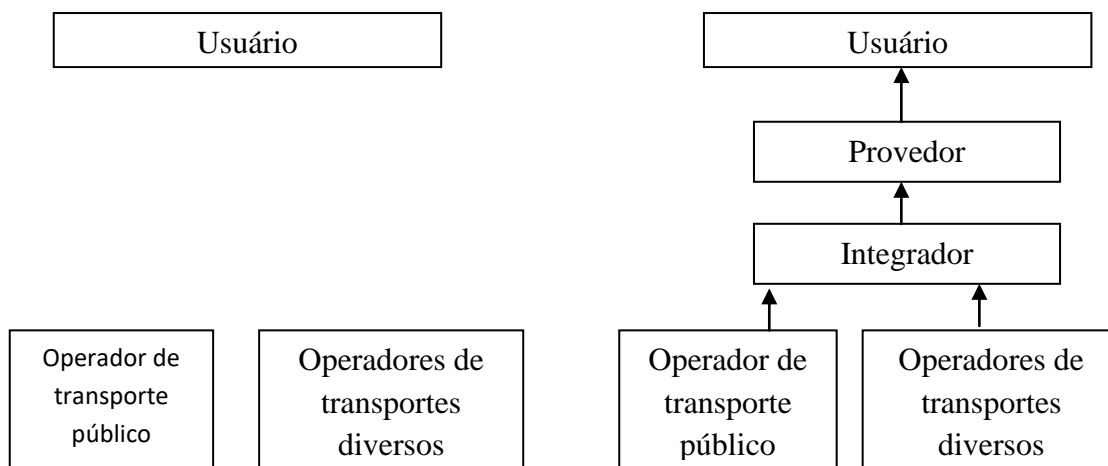 Usuário
Operador de
transporte
público
Operadores de
transportes
diversos
Usuário
Provedor
Integrador
Operador de
transporte
público
Operadores de
transportes
diversos